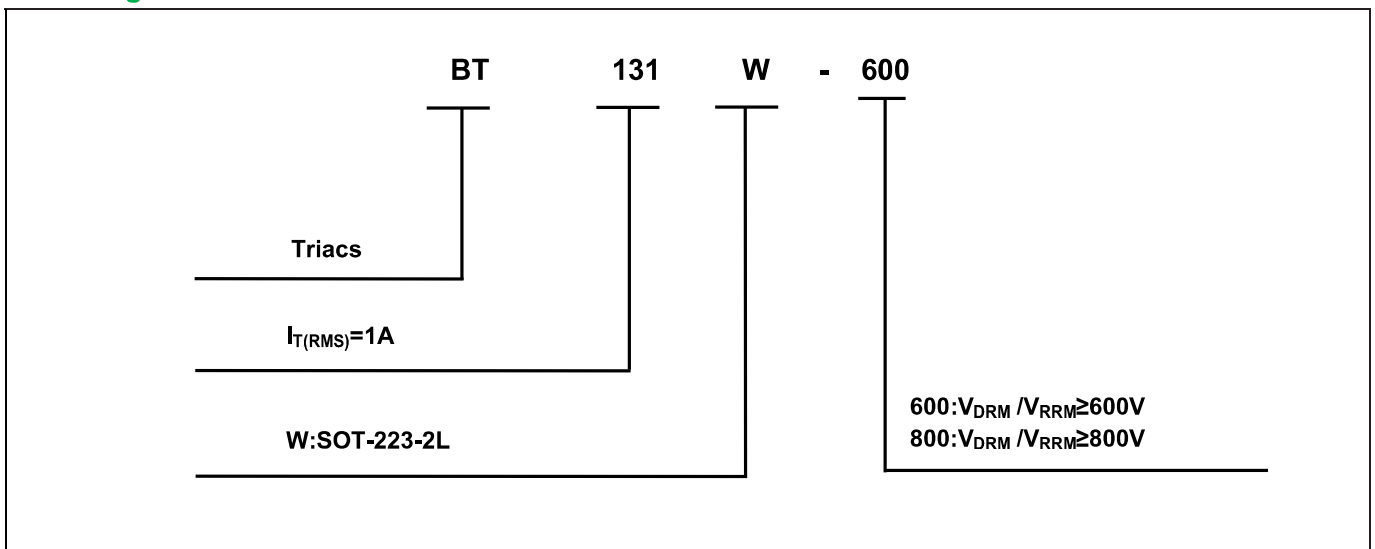 BT 131 W - 600
Triacs
IT(RMS)=1A
W:SOT-223-2L
600:VDRM /VRRM≥600V
800:VDRM /VRRM≥800V